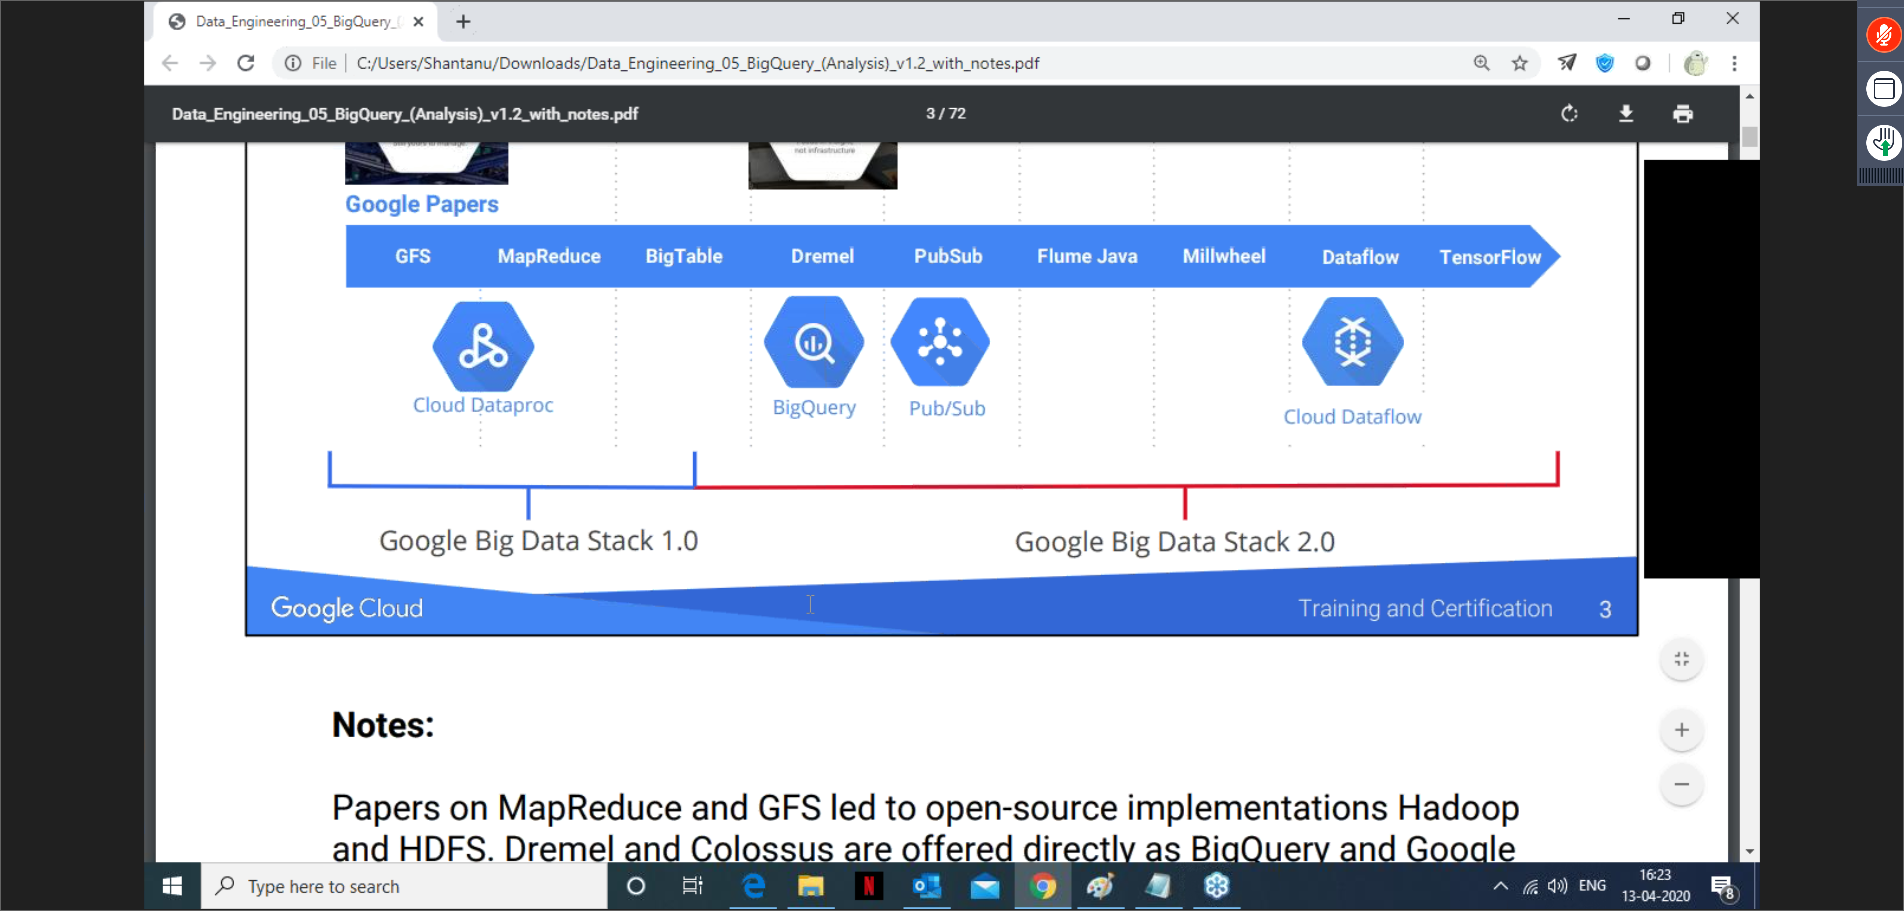 Data_Engineering_05_BigQuery_
File
C:/Users/Shantanu/Downloads/Data_Engineering_05_BigQuery_(Analysis)_v1.2_with_notes.pdf
Data_Engineering_05_BigQuery_(Analysis)_v1.2_with_notes.pdf
3 / 72
not infrastructure
Google Papers
GFS MapReduce BigTable Dremel PubSub Flume Java Millwheel Dataflow TensorFlow
Cloud Dataproc BigQuery Pub/Sub Cloud Dataflow
Google Big Data Stack 1.0 Google Big Data Stack 2.0
Google Cloud
Training and Certification 3
Notes:
Papers on MapReduce and GFS led to open-source implementations Hadoop
and HDFS. Dremel and Colossus are offered directly as BigQuery and Google
Type here to search
N
ENG
16:23
13-04-2020
8